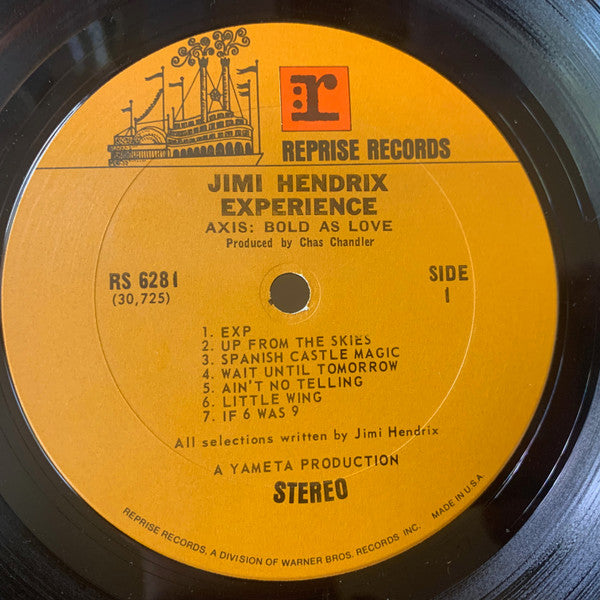 r
REPRISE RECORDS
JIMI HENDRIX
EXPERIENCE
AXIS: BOLD AS LOVE
Produced by Chas Chandler
RS 6281
(30,725)
SIDE
1
1. EXP
2. UP FROM THE SKIES
3. SPANISH CASTLE MAGIC
4. WAIT UNTIL TOMORROW
5. AIN'T NO TELLING
6. LITTLE WING
7. IF 6 WAS 9
All selections written by Jimi Hendrix
A YAMETA PRODUCTION
STEREO
REPRISE RECORDS, A DIVISION OF WARNER BROS. RECORDS INC. MADE IN U.S.A.